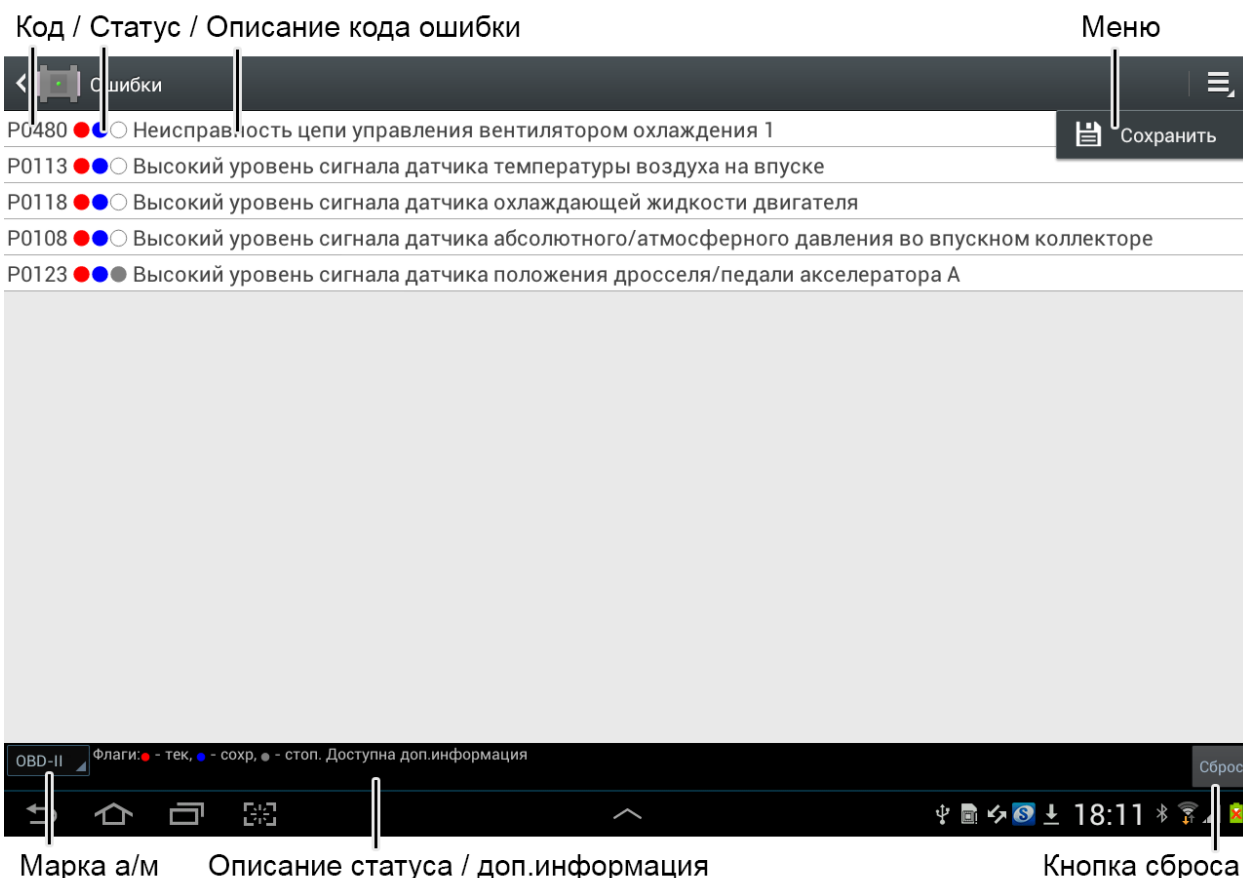 Код / Статус / Описание кода ошибки
Меню
Ошибки
P0480 Неисправность цепи управления вентилятором охлаждения 1
Сохранить
P0113 Высокий уровень сигнала датчика температуры воздуха на впуске
P0118 Высокий уровень сигнала датчика охлаждающей жидкости двигателя
P0108 Высокий уровень сигнала датчика абсолютного/атмосферного давления во впускном коллекторе
P0123 Высокий уровень сигнала датчика положения дросселя/педали акселератора А
OBD-II
Флаги: - тек, - сохр, - стоп. Доступна доп.информация
Сброс
18:11
Марка а/м
Описание статуса / доп.информация
Кнопка сброса